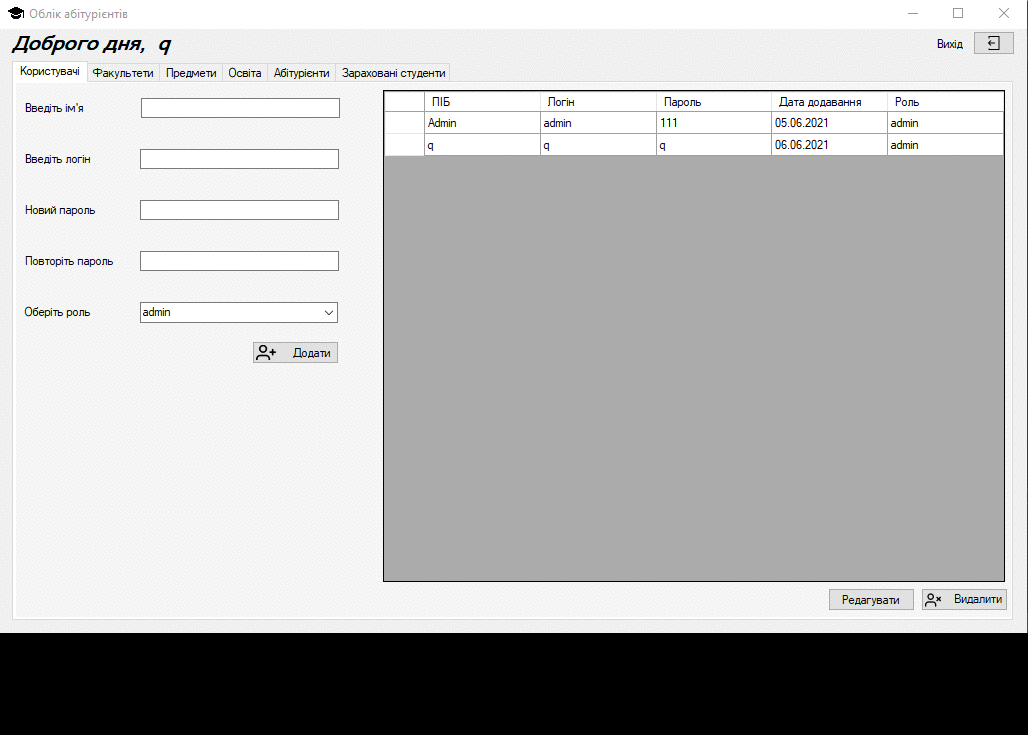 Облік абітурієнтів
Доброго дня, q
Вихід
Користувачі Факультети Предмети Освіта Абітурієнти Зараховані студенти
Введіть ім'я
Введіть логін
Новий пароль
Повторіть пароль
Оберіть роль admin
Додати
ПІБ Логін Пароль Дата додавання Роль
Admin admin 111 05.06.2021 admin
q q q 06.06.2021 admin
Редагувати Видалити